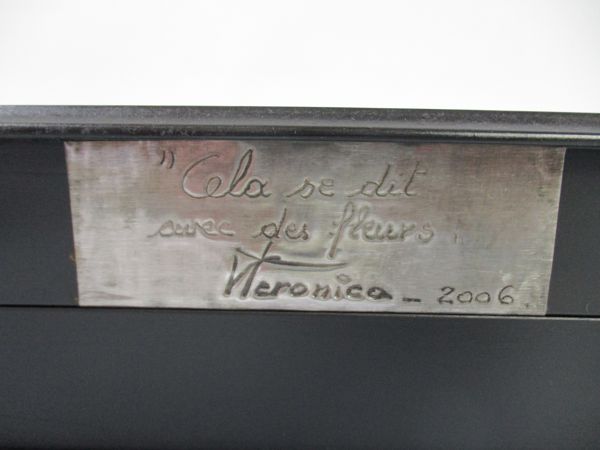 "Cela se dit
avec des fleurs...
Veronica - 2006.